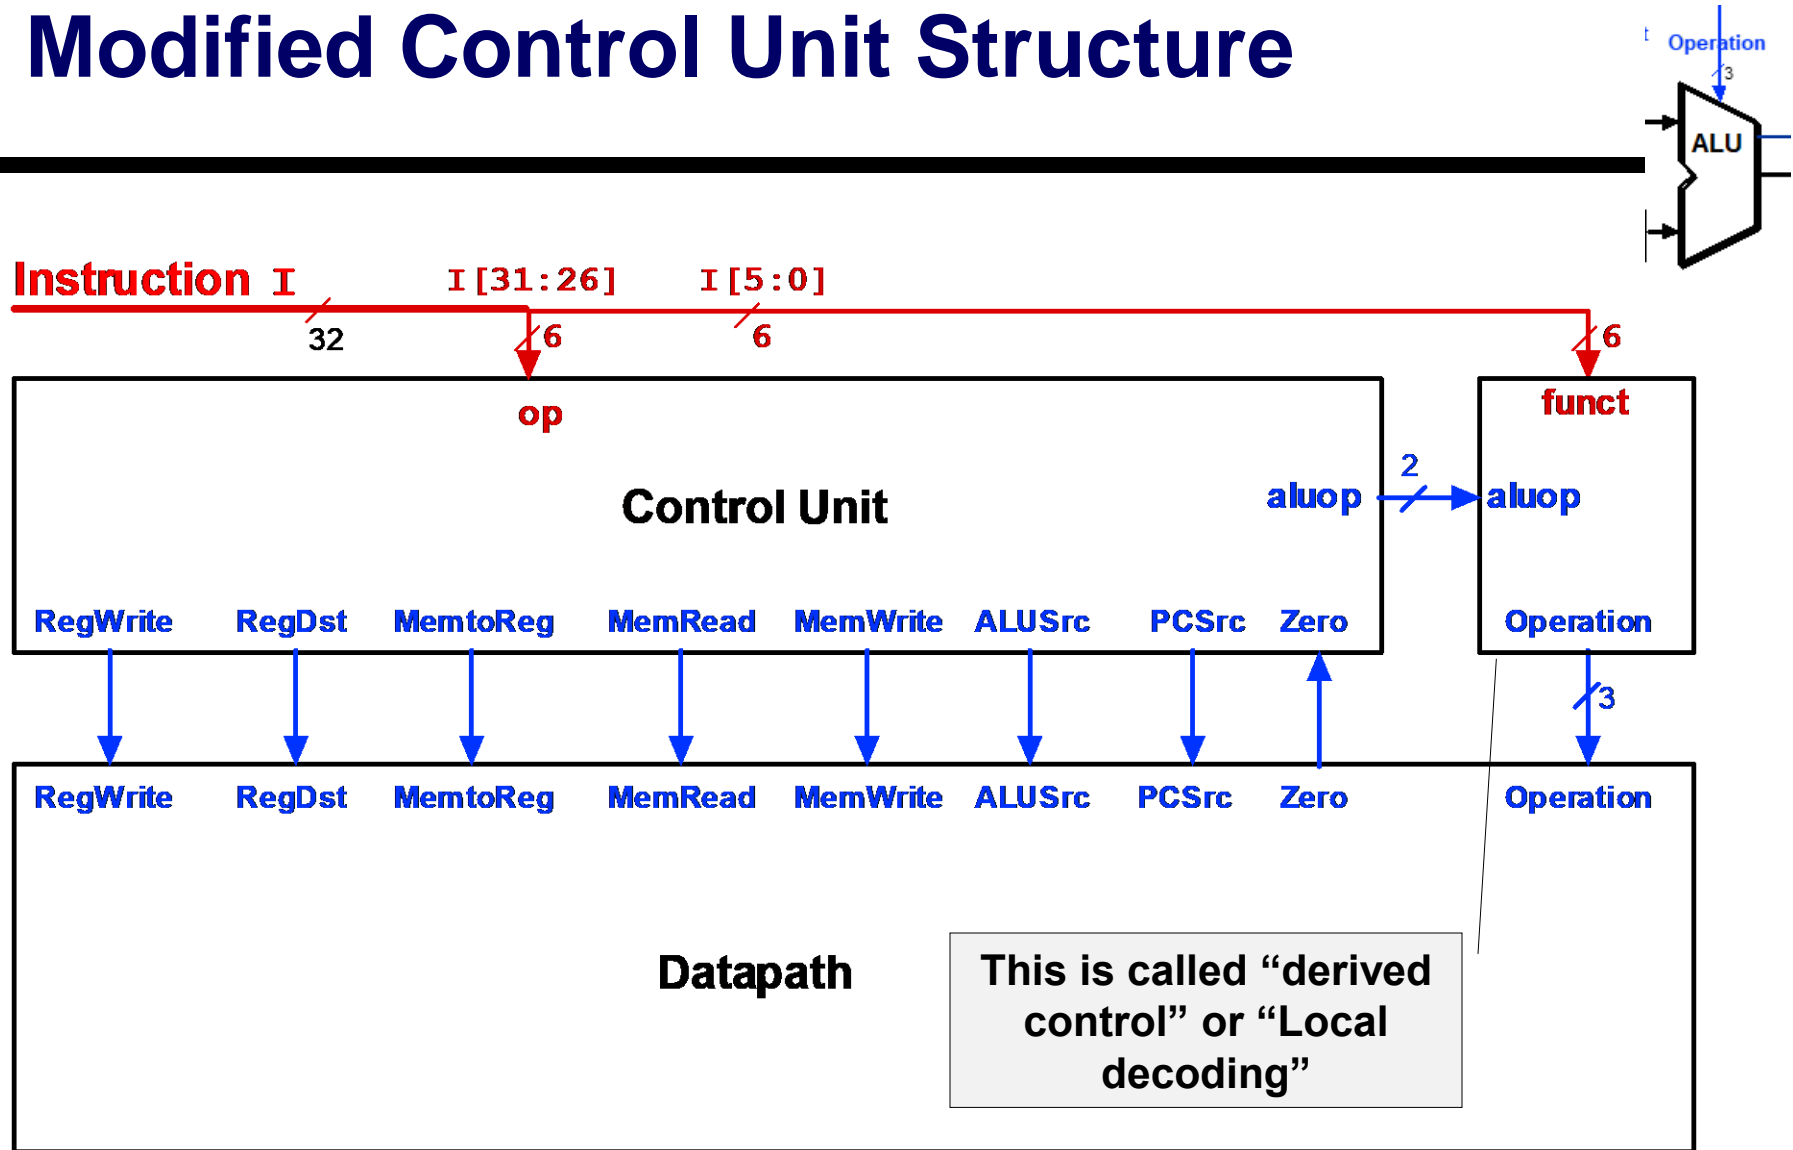 Modified Control Unit Structure
t Operation
3
ALU
Instruction I I[31:26] I[5:0]
32 6 6 6
op funct
2
Control Unit aluop aluop
RegWrite RegDst MemtoReg MemRead MemWrite ALUSrc PCSrc Zero Operation
3
RegWrite RegDst MemtoReg MemRead MemWrite ALUSrc PCSrc Zero Operation
Datapath
This is called “derived
control” or “Local
decoding”